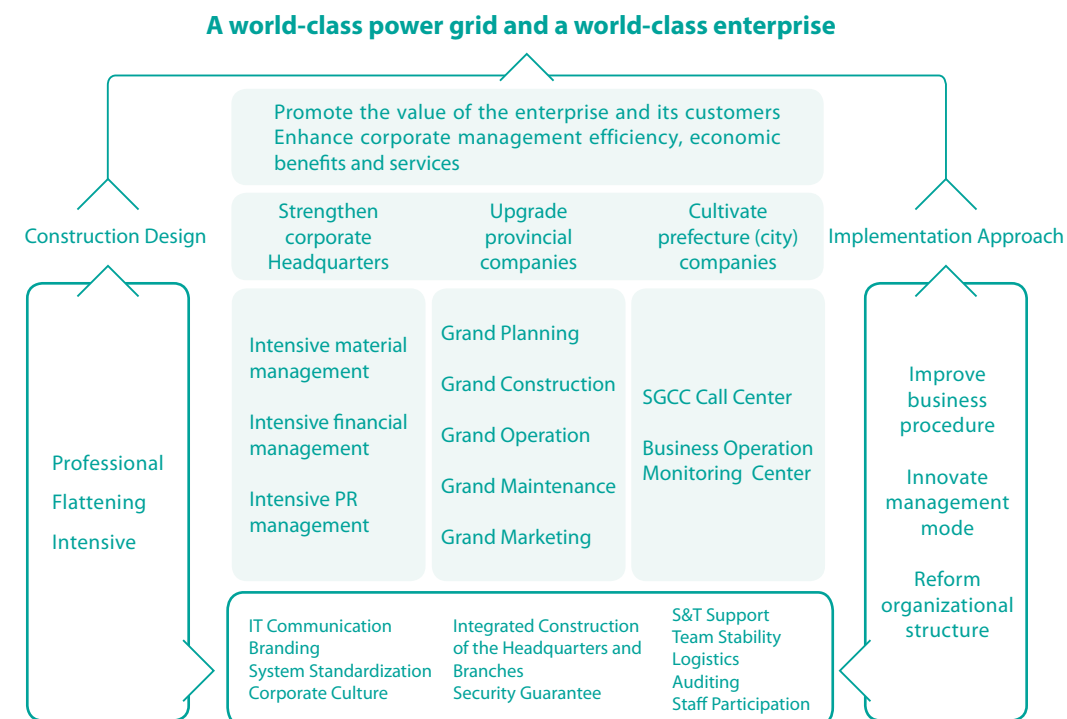 A world-class power grid and a world-class enterprise
Promote the value of the enterprise and its customers
Enhance corporate management efficiency, economic
benefits and services
Construction Design
Strengthen
corporate
Headquarters
Upgrade
provincial
companies
Cultivate
prefecture (city)
companies
Implementation Approach
Professional
Flattening
Intensive
Intensive material
management
Intensive financial
management
Intensive PR
management
Grand Planning
Grand Construction
Grand Operation
Grand Maintenance
Grand Marketing
SGCC Call Center
Business Operation
Monitoring Center
Improve
business
procedure
Innovate
management
mode
Reform
organizational
structure
IT Communication
Branding
System Standardization
Corporate Culture
Integrated Construction
of the Headquarters and
Branches
Security Guarantee
S&T Support
Team Stability
Logistics
Auditing
Staff Participation